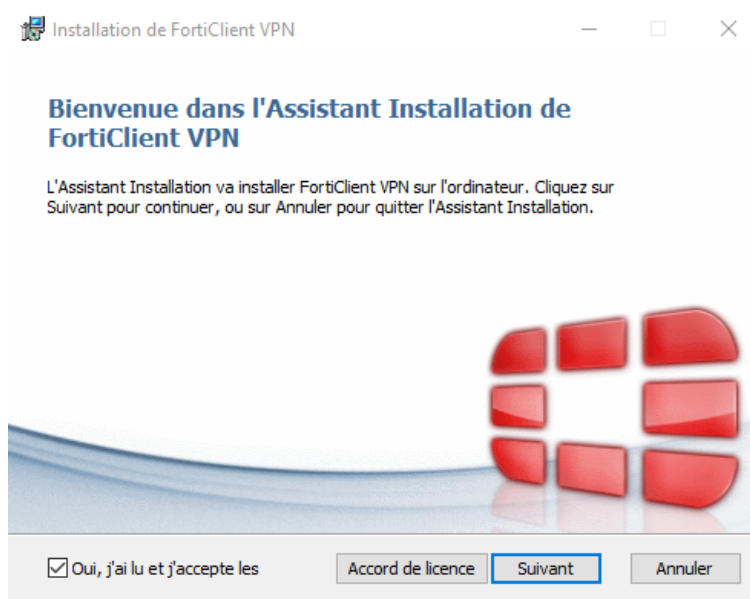 Installation de FortiClient VPN
Bienvenue dans l'Assistant Installation de
FortiClient VPN
L'Assistant Installation va installer FortiClient VPN sur l'ordinateur. Cliquez sur
Suivant pour continuer, ou sur Annuler pour quitter l'Assistant Installation.
Oui, j'ai lu et j'accepte les
Accord de licence
Suivant
Annuler